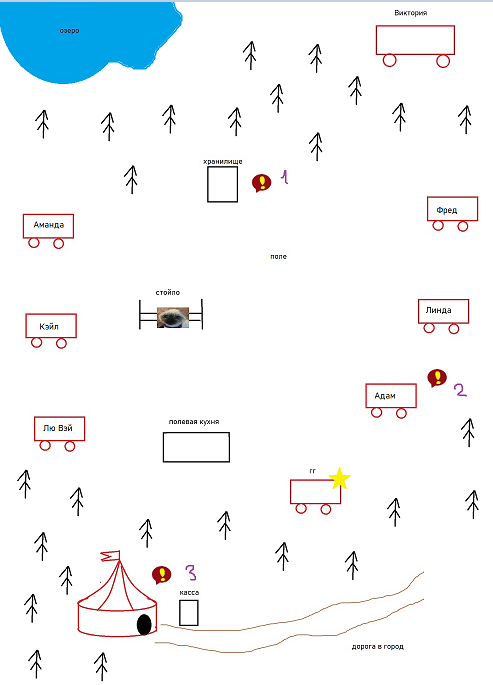 Виктория
озеро
хранилище
1
Аманда
Фред
поле
стойло
Кэйл
Линда
2
Адам
Лю Вэй
полевая кухня
гг
3
касса
дорога в город